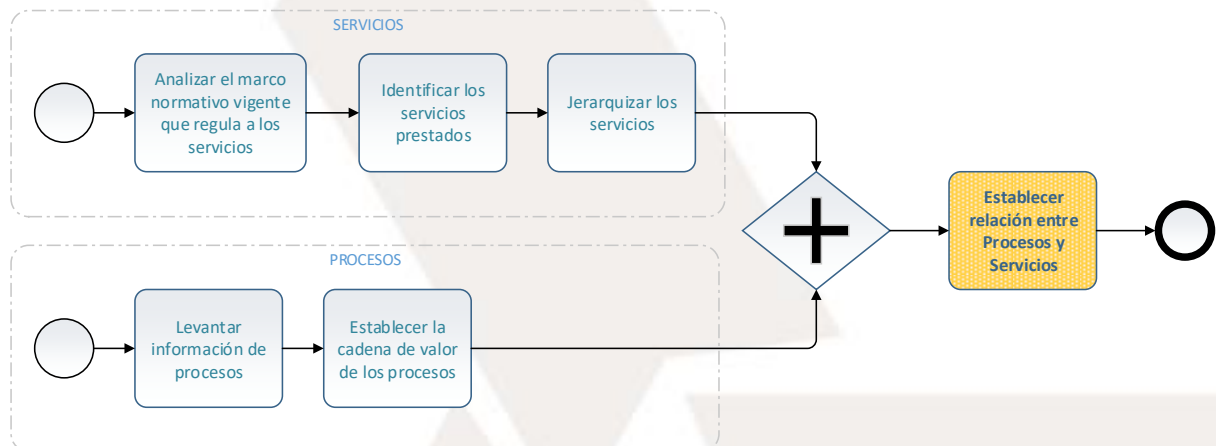 SERVICIOS
Analizar el marco
normativo vigente
que regula a los
servicios
Identificar los
servicios
prestados
Jerarquizar los
servicios
Establecer
relación entre
Procesos y
Servicios
PROCESOS
Levantar
información de
procesos
Establecer la
cadena de valor
de los procesos